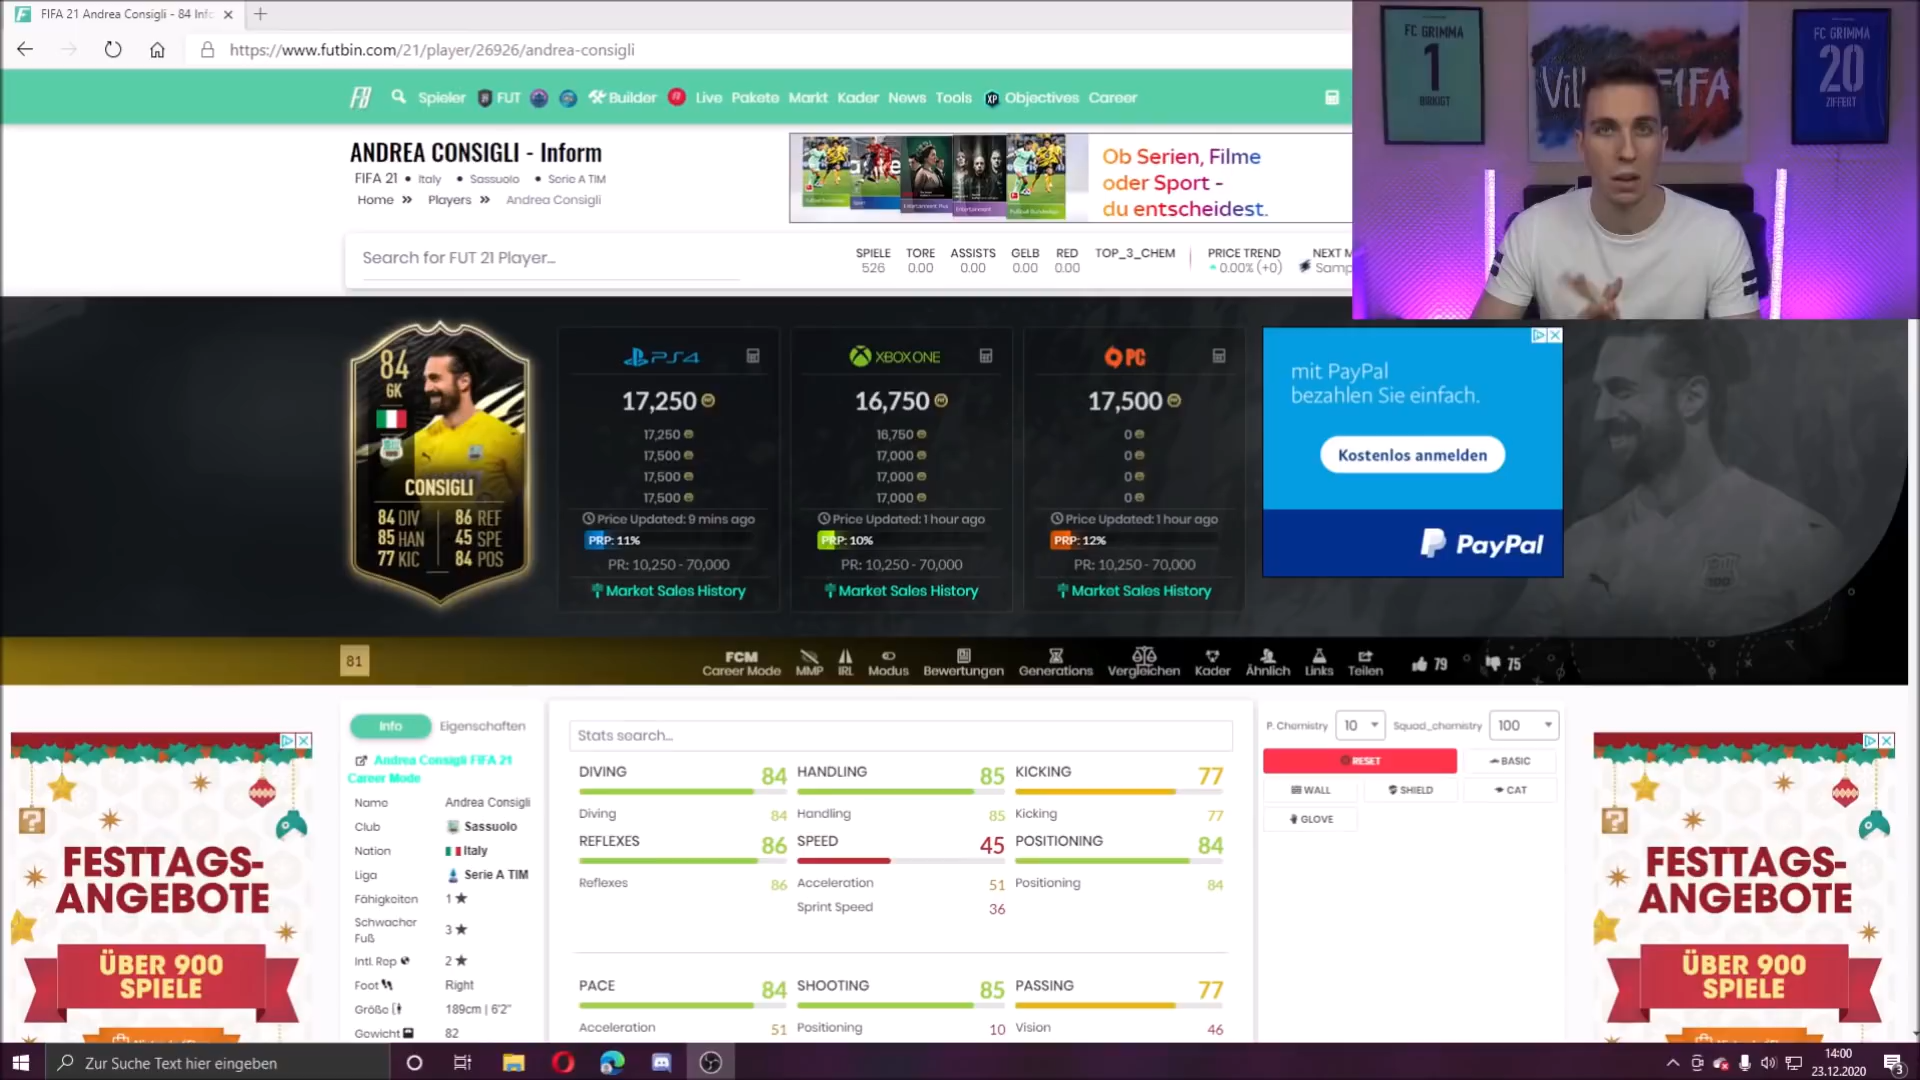 FIFA 21 Andrea Consigli - 84 Info
https://www.futbin.com/21/player/26926/andrea-consigli
Spieler FUT Builder Live Pakete Markt Kader News Tools XP Objectives Career
ANDREA CONSIGLI - Inform
FIFA 21 • Italy • Sassuolo • Serie A TIM
Home » Players » Andrea Consigli
Ob Serien, Filme
oder Sport -
du entscheidest.
FC GRIMMA
1
BIRKIGT
FC GRIMMA
20
ZIFFERT
Search for FUT 21 Player...
SPIELE TORE ASSISTS GELB RED TOP_3_CHEM PRICE TREND NEXT M
526 0.00 0.00 0.00 0.00 0.00% (+0) Samp
84
GK
CONSIGLI
84 DIV 86 REF
85 HAN 45 SPE
77 KIC 84 POS
PS4
17,250
17,250
17,500
17,500
17,500
Price Updated: 9 mins ago
PRP: 11%
PR: 10,250 - 70,000
Market Sales History
XBOX ONE
16,750
16,750
17,000
17,000
17,000
Price Updated: 1 hour ago
PRP: 10%
PR: 10,250 - 70,000
Market Sales History
PC
17,500
0
0
0
0
Price Updated: 1 hour ago
PRP: 12%
PR: 10,250 - 70,000
Market Sales History
mit PayPal
bezahlen Sie einfach.
Kostenlos anmelden
PayPal
81
FCM
Career Mode MMP IRL Modus Bewertungen Generations Vergleichen Kader Ähnlich Links Teilen 79 75
Info Eigenschaften
Andrea Consigli FIFA 21
Career Mode
Name Andrea Consigli
Club Sassuolo
Nation Italy
Liga Serie A TIM
Fähigkeiten 1 ★
Schwacher
Fuß 3 ★
Intl. Rep 2 ★
Foot Right
Größe 189cm | 6'2"
Gewicht 82
Stats search...
DIVING 84 HANDLING 85 KICKING 77
Diving 84 Handling 85 Kicking 77
REFLEXES 86 SPEED 45 POSITIONING 84
Reflexes 86 Acceleration 51 Positioning 84
Sprint Speed 36
PACE 84 SHOOTING 85 PASSING 77
Acceleration 51 Positioning 10 Vision 46
P. Chemistry 10 Squad_chemistry 100
RESET BASIC
WALL SHIELD CAT
GLOVE
FESTTAGS-
ANGEBOTE
ÜBER 900
SPIELE
FESTTAGS-
ANGEBOTE
ÜBER 900
SPIELE
Zur Suche Text hier eingeben
14:00
23.12.2020
3